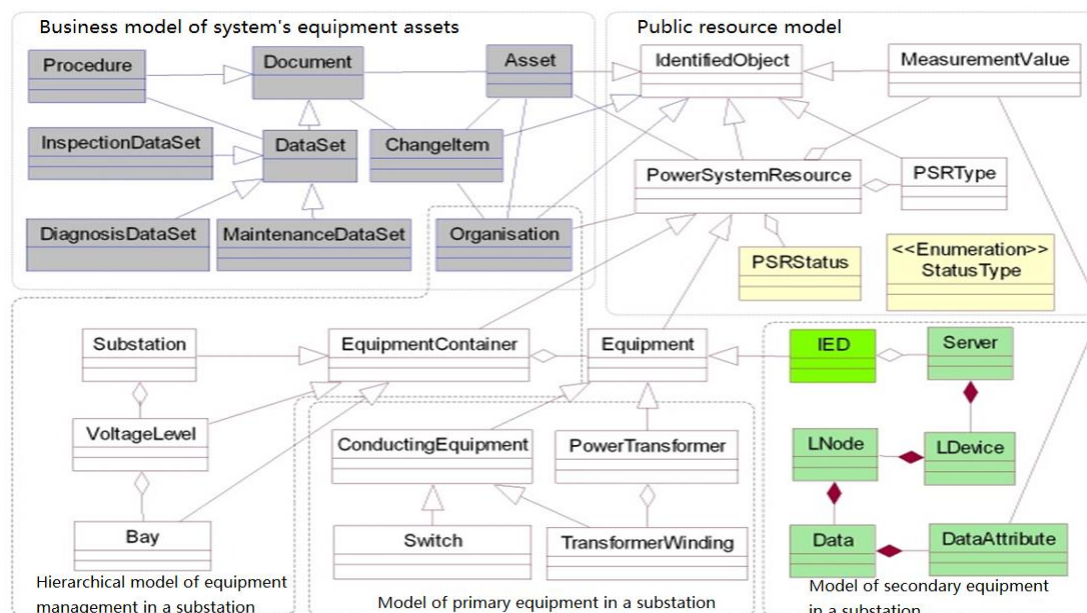 Business model of system's equipment assets
Public resource model
Procedure
Document
Asset
IdentifiedObject
MeasurementValue
InspectionDataSet
DataSet
ChangeItem
PowerSystemResource
PSRType
DiagnosisDataSet
MaintenanceDataSet
Organisation
PSRStatus
<<Enumeration>>
StatusType
Substation
EquipmentContainer
Equipment
IED
Server
VoltageLevel
ConductingEquipment
PowerTransformer
LNode
LDevice
Bay
Switch
TransformerWinding
Data
DataAttribute
Hierarchical model of equipment
management in a substation
Model of primary equipment in a substation
Model of secondary equipment
in a substation